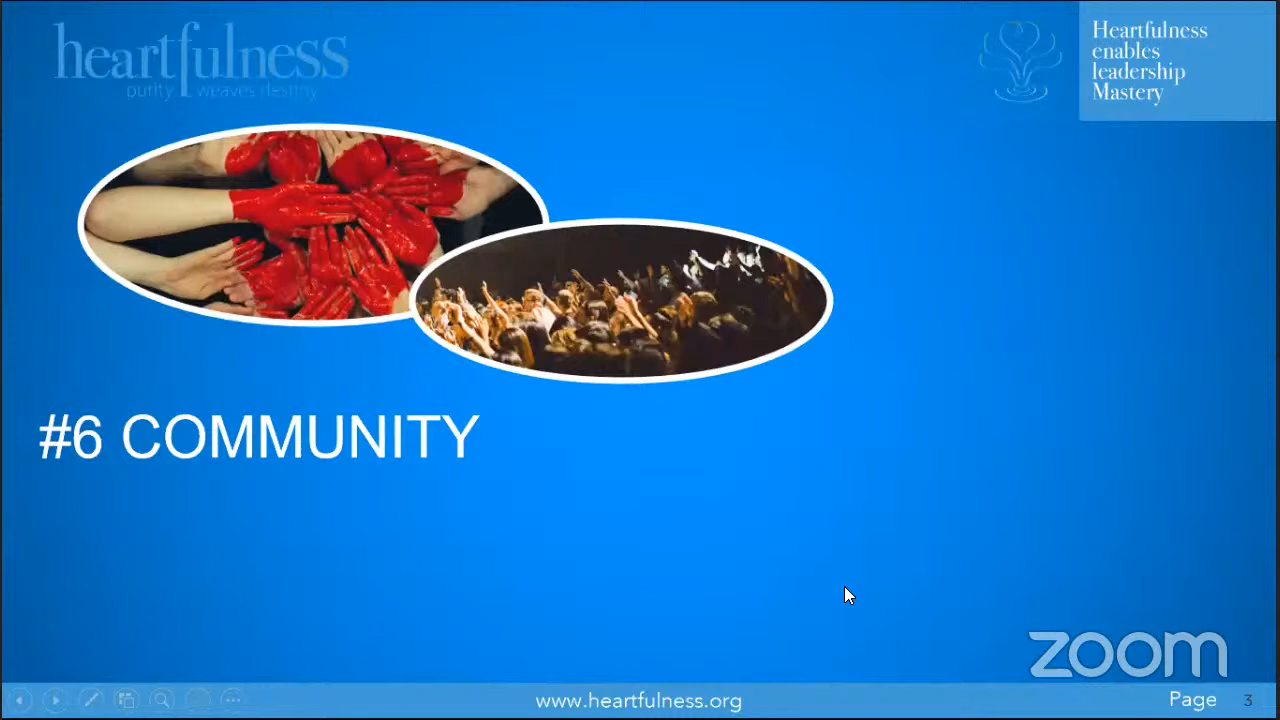 heartfulness
purity weaves destiny
Heartfulness
enables
leadership
Mastery
#6 COMMUNITY
zoom
www.heartfulness.org
Page 3